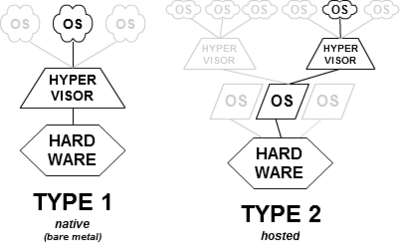 OS OS OS
HYPER
VISOR
HARD
WARE
TYPE 1
native
(bare metal)
OS OS OS OS OS OS
HYPER
VISOR
HYPER
VISOR
OS OS OS
HARD
WARE
TYPE 2
hosted